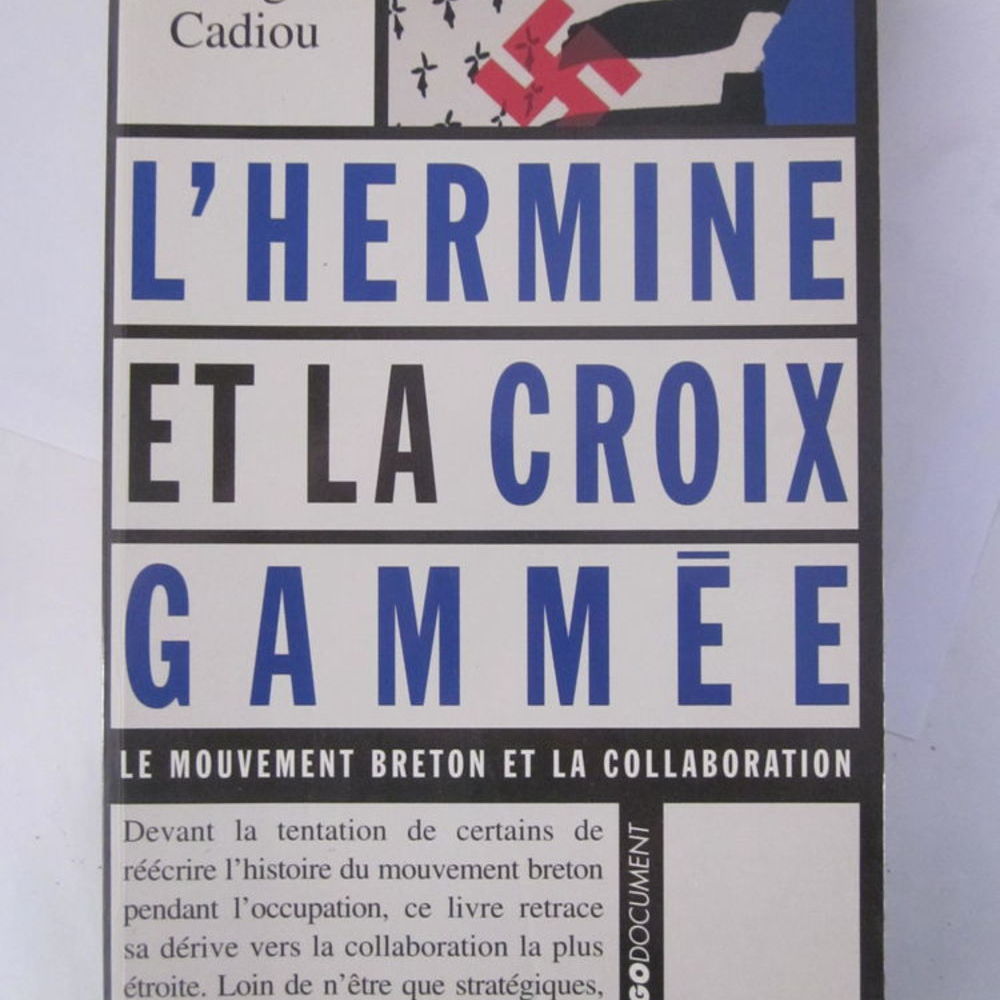 Cadiou
L'HERMINE
ET LA CROIX
GAMMÉE
LE MOUVEMENT BRETON ET LA COLLABORATION
Devant la tentation de certains de
réécrire l'histoire du mouvement breton
pendant l'occupation, ce livre retrace
sa dérive vers la collaboration la plus
étroite. Loin de n'être que stratégiques,
GODOCUMENT